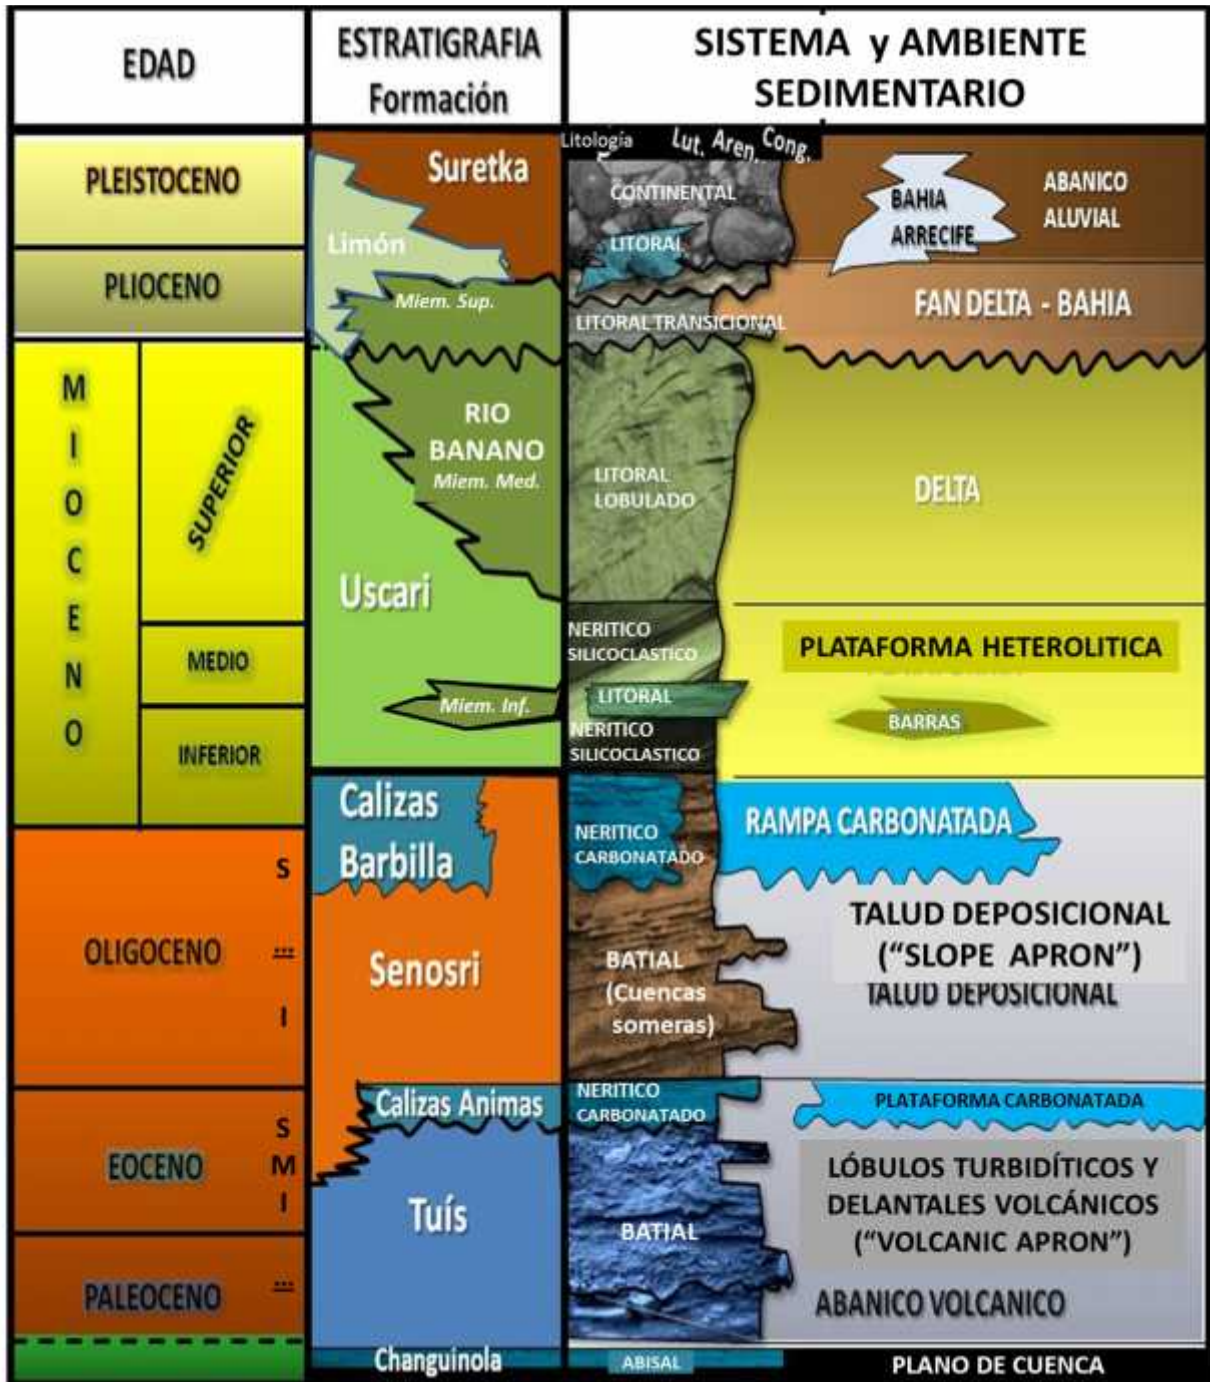 EDAD
ESTRATIGRAFIA
Formación
SISTEMA y AMBIENTE
SEDIMENTARIO
Litología
Lut. Aren. Cong.
PLEISTOCENO
PLIOCENO
M
I
O
C
E
N
O
SUPERIOR
MEDIO
INFERIOR
OLIGOCENO
S
...
I
EOCENO
S
M
I
PALEOCENO
...
Suretka
Limón
Miem. Sup.
RIO
BANANO
Miem. Med.
Uscari
Miem. Inf.
Calizas
Barbilla
Senosri
Calizas Animas
Tuís
Changuinola
CONTINENTAL
LITORAL
LITORAL TRANSICIONAL
LITORAL
LOBULADO
NERITICO
SILICOCLASTICO
LITORAL
NERITICO
SILICOCLASTICO
NERITICO
CARBONATADO
BATIAL
(Cuencas
someras)
NERITICO
CARBONATADO
BATIAL
ABISAL
BAHIA
ARRECIFE
ABANICO
ALUVIAL
FAN DELTA - BAHIA
DELTA
PLATAFORMA HETEROLITICA
BARRAS
RAMPA CARBONATADA
TALUD DEPOSICIONAL
("SLOPE APRON")
TALUD DEPOSICIONAL
PLATAFORMA CARBONATADA
LÓBULOS TURBIDÍTICOS Y
DELANTALES VOLCÁNICOS
("VOLCANIC APRON")
ABANICO VOLCANICO
PLANO DE CUENCA